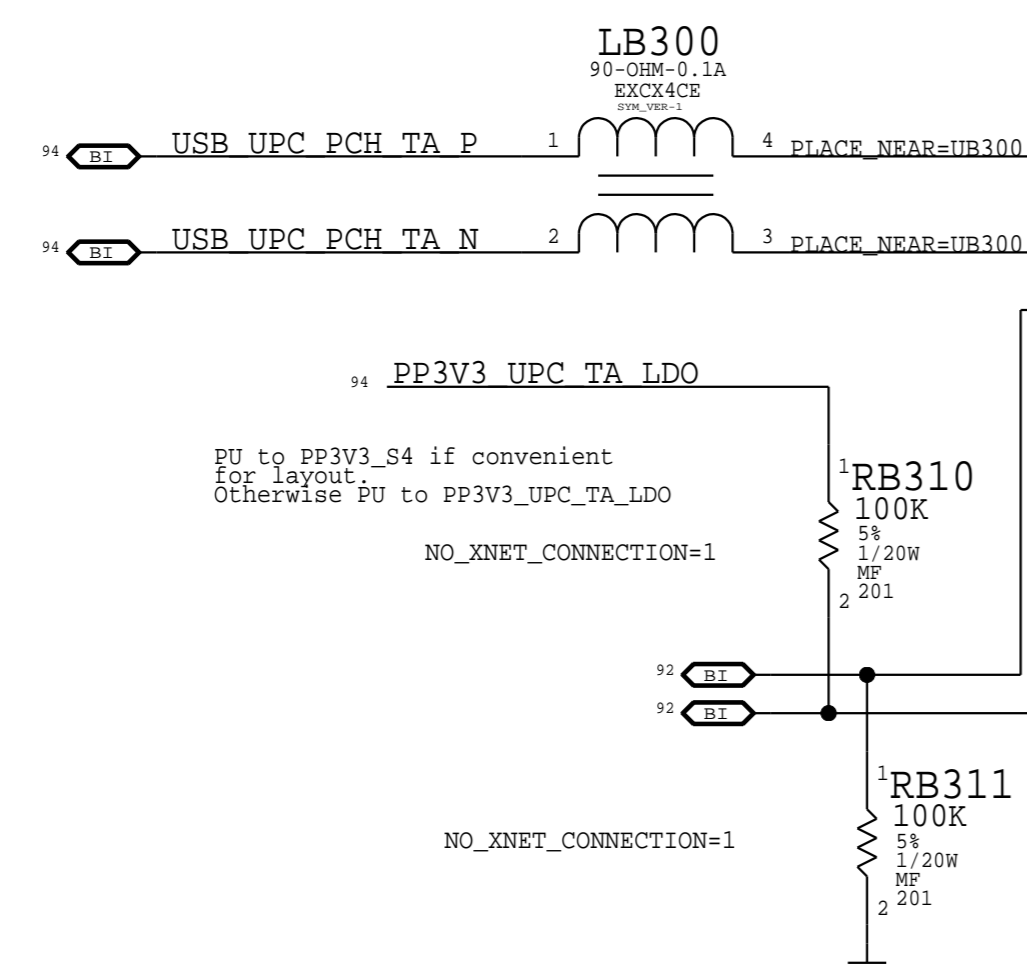 LB300
90-OHM-0.1A
EXCX4CE
SYM_VER-1
94 BI USB_UPC_PCH_TA_P 1 4 PLACE_NEAR=UB300
94 BI USB_UPC_PCH_TA_N 2 3 PLACE_NEAR=UB300
94 PP3V3_UPC_TA_LDO
PU to PP3V3_S4 if convenient
for layout.
Otherwise PU to PP3V3_UPC_TA_LDO
1 RB310
100K
5%
NO_XNET_CONNECTION=1 1/20W
MF
2 201
92 BI
92 BI
1 RB311
100K
NO_XNET_CONNECTION=1 5%
1/20W
MF
2 201